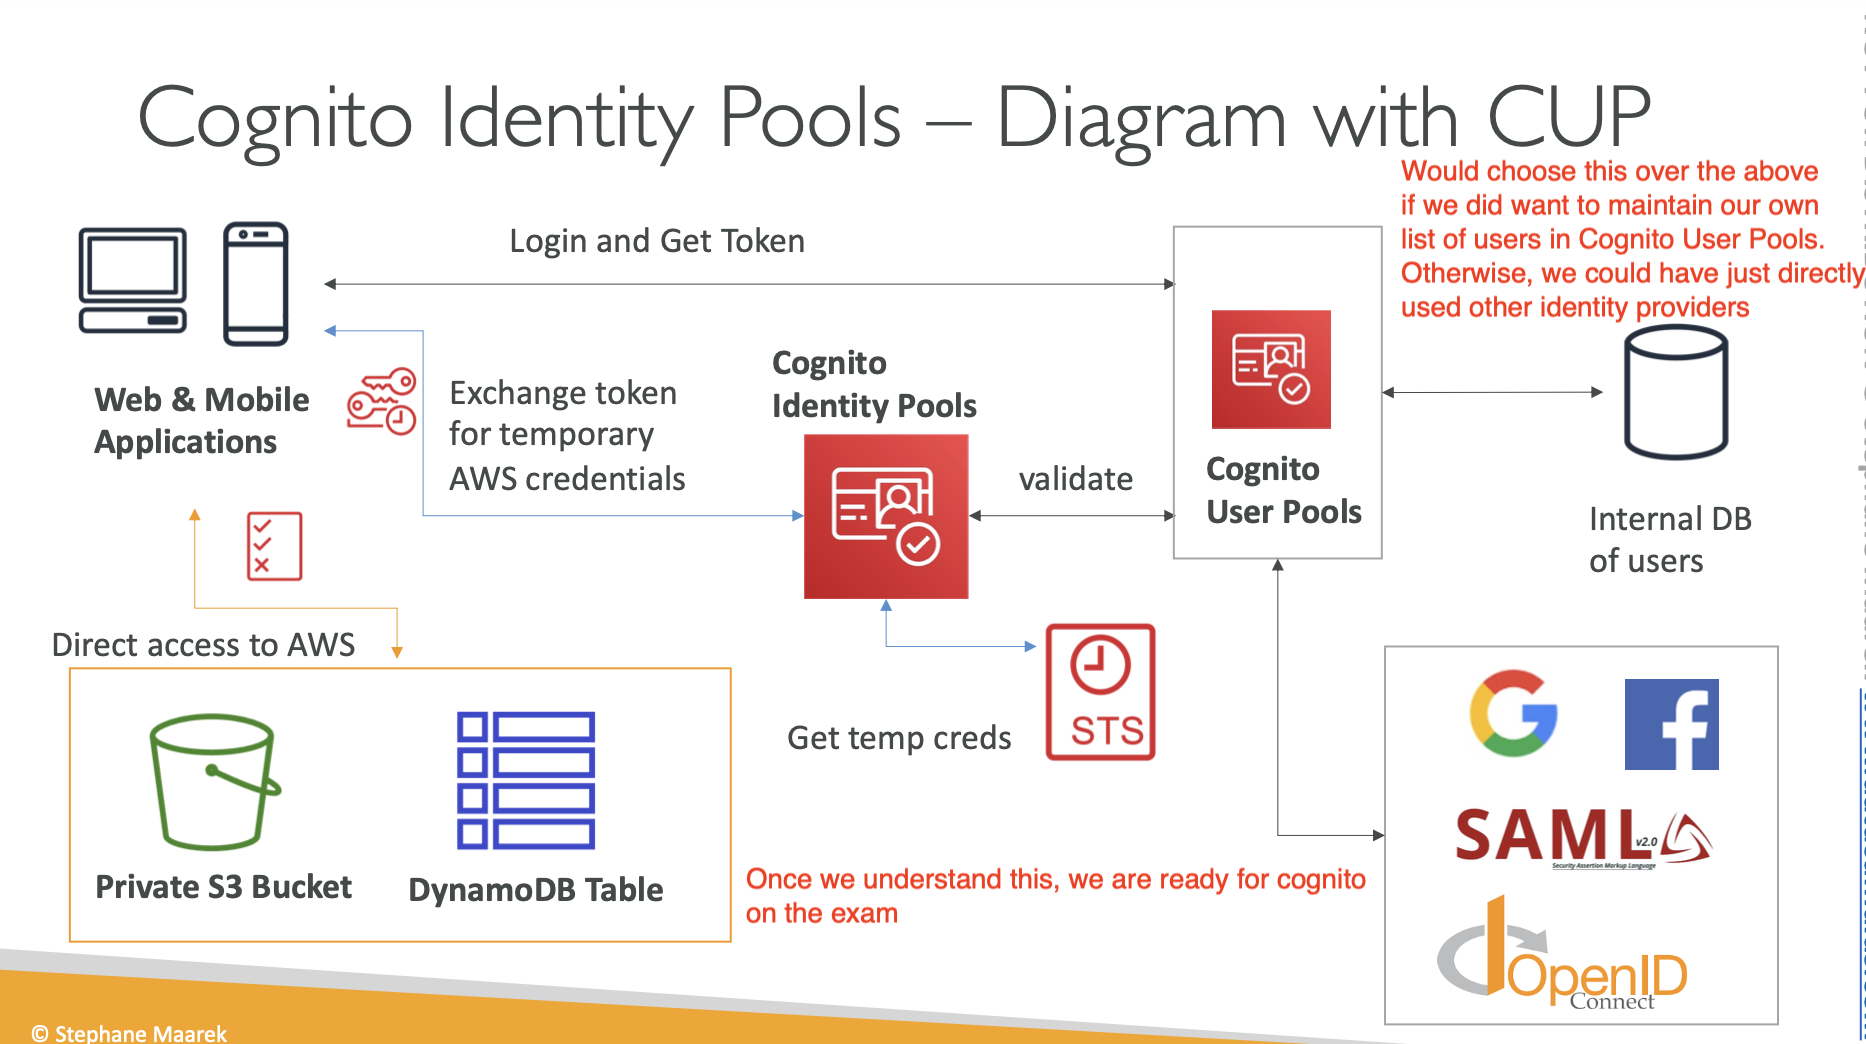 Cognito Identity Pools – Diagram with CUP
Would choose this over the above
if we did want to maintain our own
list of users in Cognito User Pools.
Otherwise, we could have just directly
used other identity providers
Login and Get Token
Web & Mobile
Applications
Exchange token
for temporary
AWS credentials
Cognito
Identity Pools
validate
Cognito
User Pools
Internal DB
of users
Direct access to AWS
Get temp creds
STS
Private S3 Bucket
DynamoDB Table
Once we understand this, we are ready for cognito
on the exam
SAML v2.0
Security Assertion Markup Language
OpenID
Connect
© Stephane Maarek